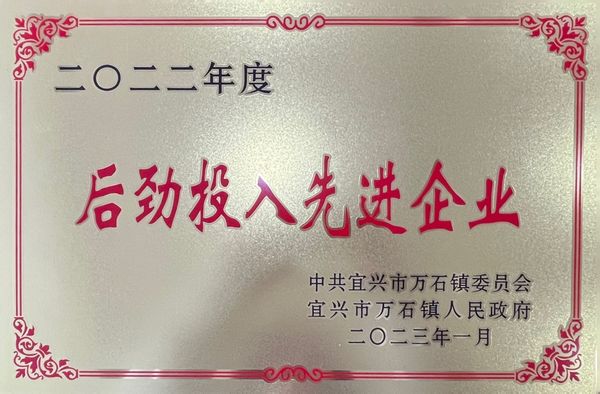 二〇二二年度
后劲投入先进企业
中共宜兴市万石镇委员会
宜兴市万石镇人民政府
二〇二三年一月